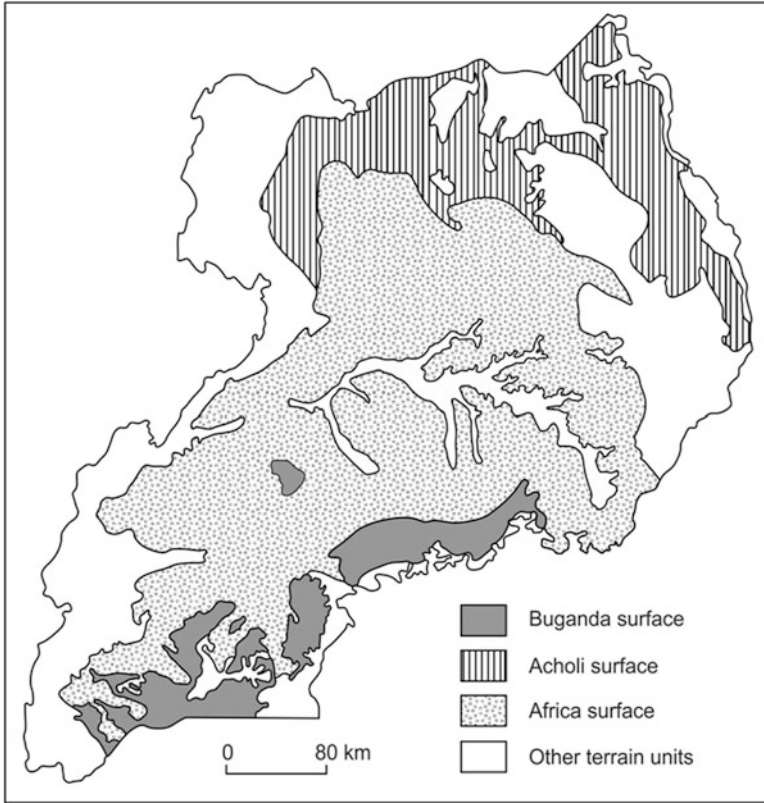 Buganda surface
Acholi surface
Africa surface
0 80 km
Other terrain units